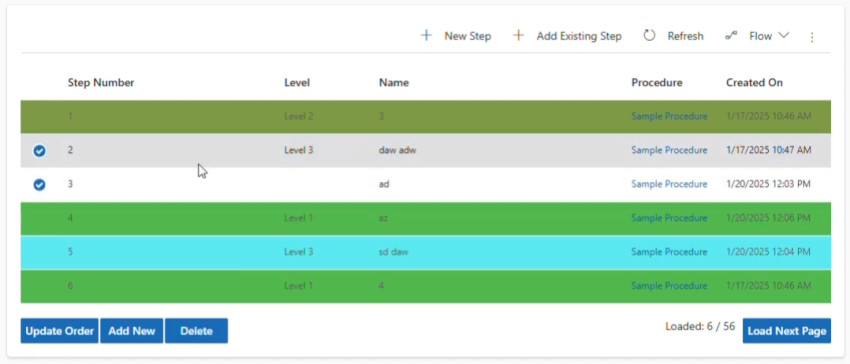 New Step Add Existing Step Refresh Flow
Step Number Level Name Procedure Created On
1 Level 2 3 Sample Procedure 1/17/2025 10:46 AM
2 Level 3 daw adw Sample Procedure 1/17/2025 10:47 AM
3 ad Sample Procedure 1/20/2025 12:03 PM
4 Level 1 az Sample Procedure 1/20/2025 12:06 PM
5 Level 3 sd daw Sample Procedure 1/20/2025 12:04 PM
6 Level 1 4 Sample Procedure 1/17/2025 10:46 AM
Update Order Add New Delete Loaded: 6 / 56 Load Next Page